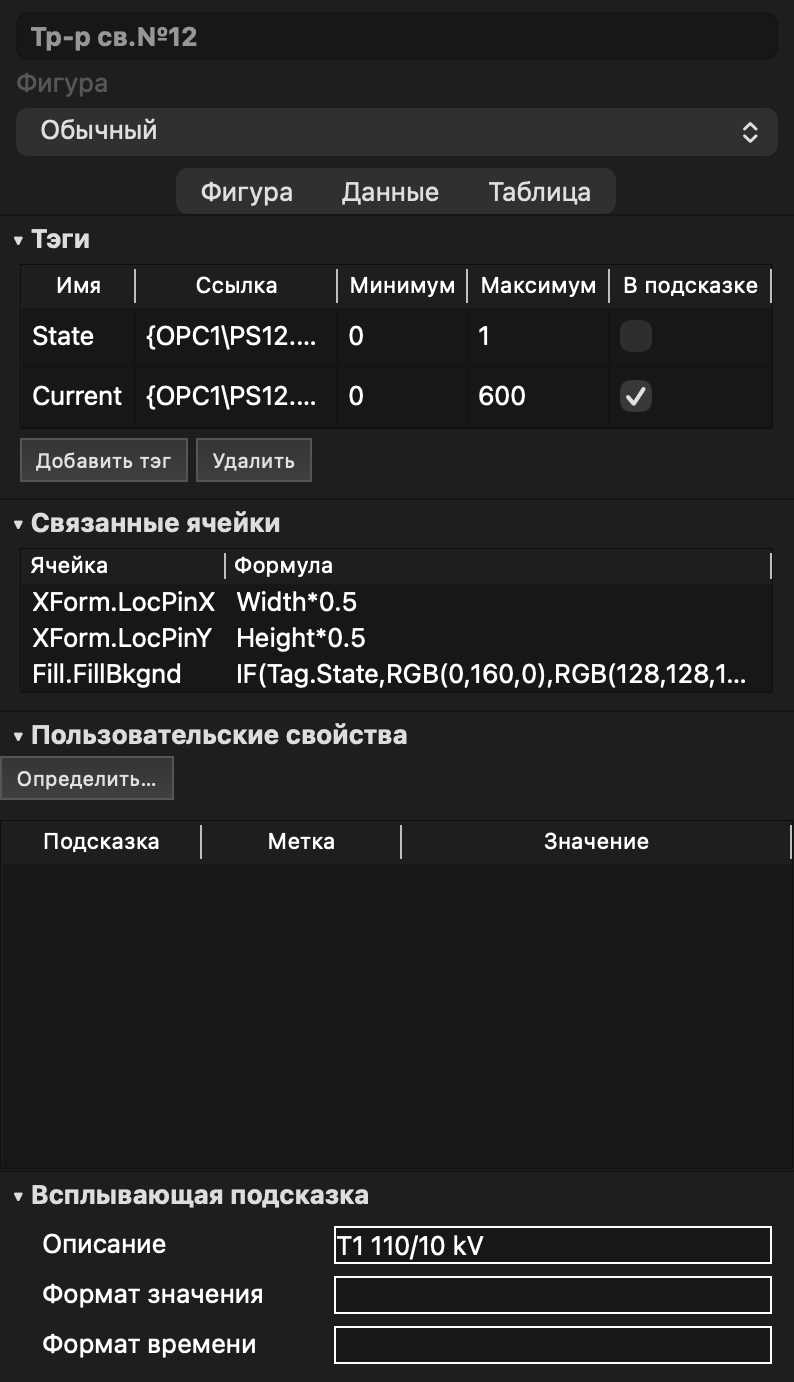 Тр-р св.№12
Фигура
Обычный
Фигура Данные Таблица
Тэги
Имя Ссылка Минимум Максимум В подсказке
State {OPC1\PS12.... 0 1
Current {OPC1\PS12.... 0 600
Добавить тэг Удалить
Связанные ячейки
Ячейка Формула
XForm.LocPinX Width*0.5
XForm.LocPinY Height*0.5
Fill.FillBkgnd IF(Tag.State,RGB(0,160,0),RGB(128,128,1...
Пользовательские свойства
Определить...
Подсказка Метка Значение
Всплывающая подсказка
Описание T1 110/10 kV
Формат значения
Формат времени